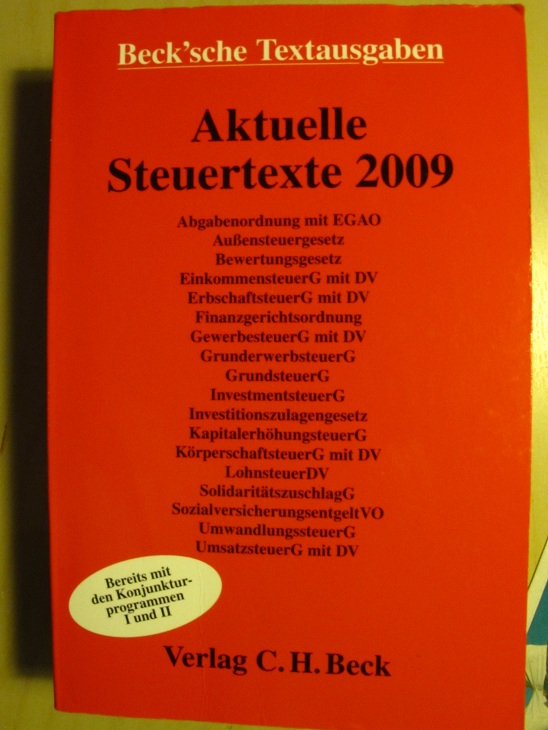 Beck'sche Textausgaben
Aktuelle
Steuertexte 2009
Abgabenordnung mit EGAO
Außensteuergesetz
Bewertungsgesetz
EinkommensteuerG mit DV
ErbschaftsteuerG mit DV
Finanzgerichtsordnung
GewerbesteuerG mit DV
GrunderwerbsteuerG
GrundsteuerG
InvestmentsteuerG
Investitionszulagengesetz
KapitalerhöhungsteuerG
KörperschaftsteuerG mit DV
LohnsteuerDV
SolidaritätszuschlagG
SozialversicherungsentgeltVO
UmwandlungssteuerG
UmsatzsteuerG mit DV
Bereits mit
den Konjunktur-
programmen
I und II
Verlag C. H. Beck